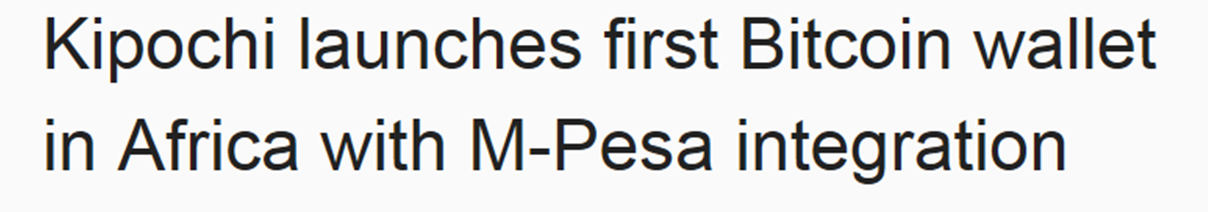 Kipochi launches first Bitcoin wallet
in Africa with M-Pesa integration